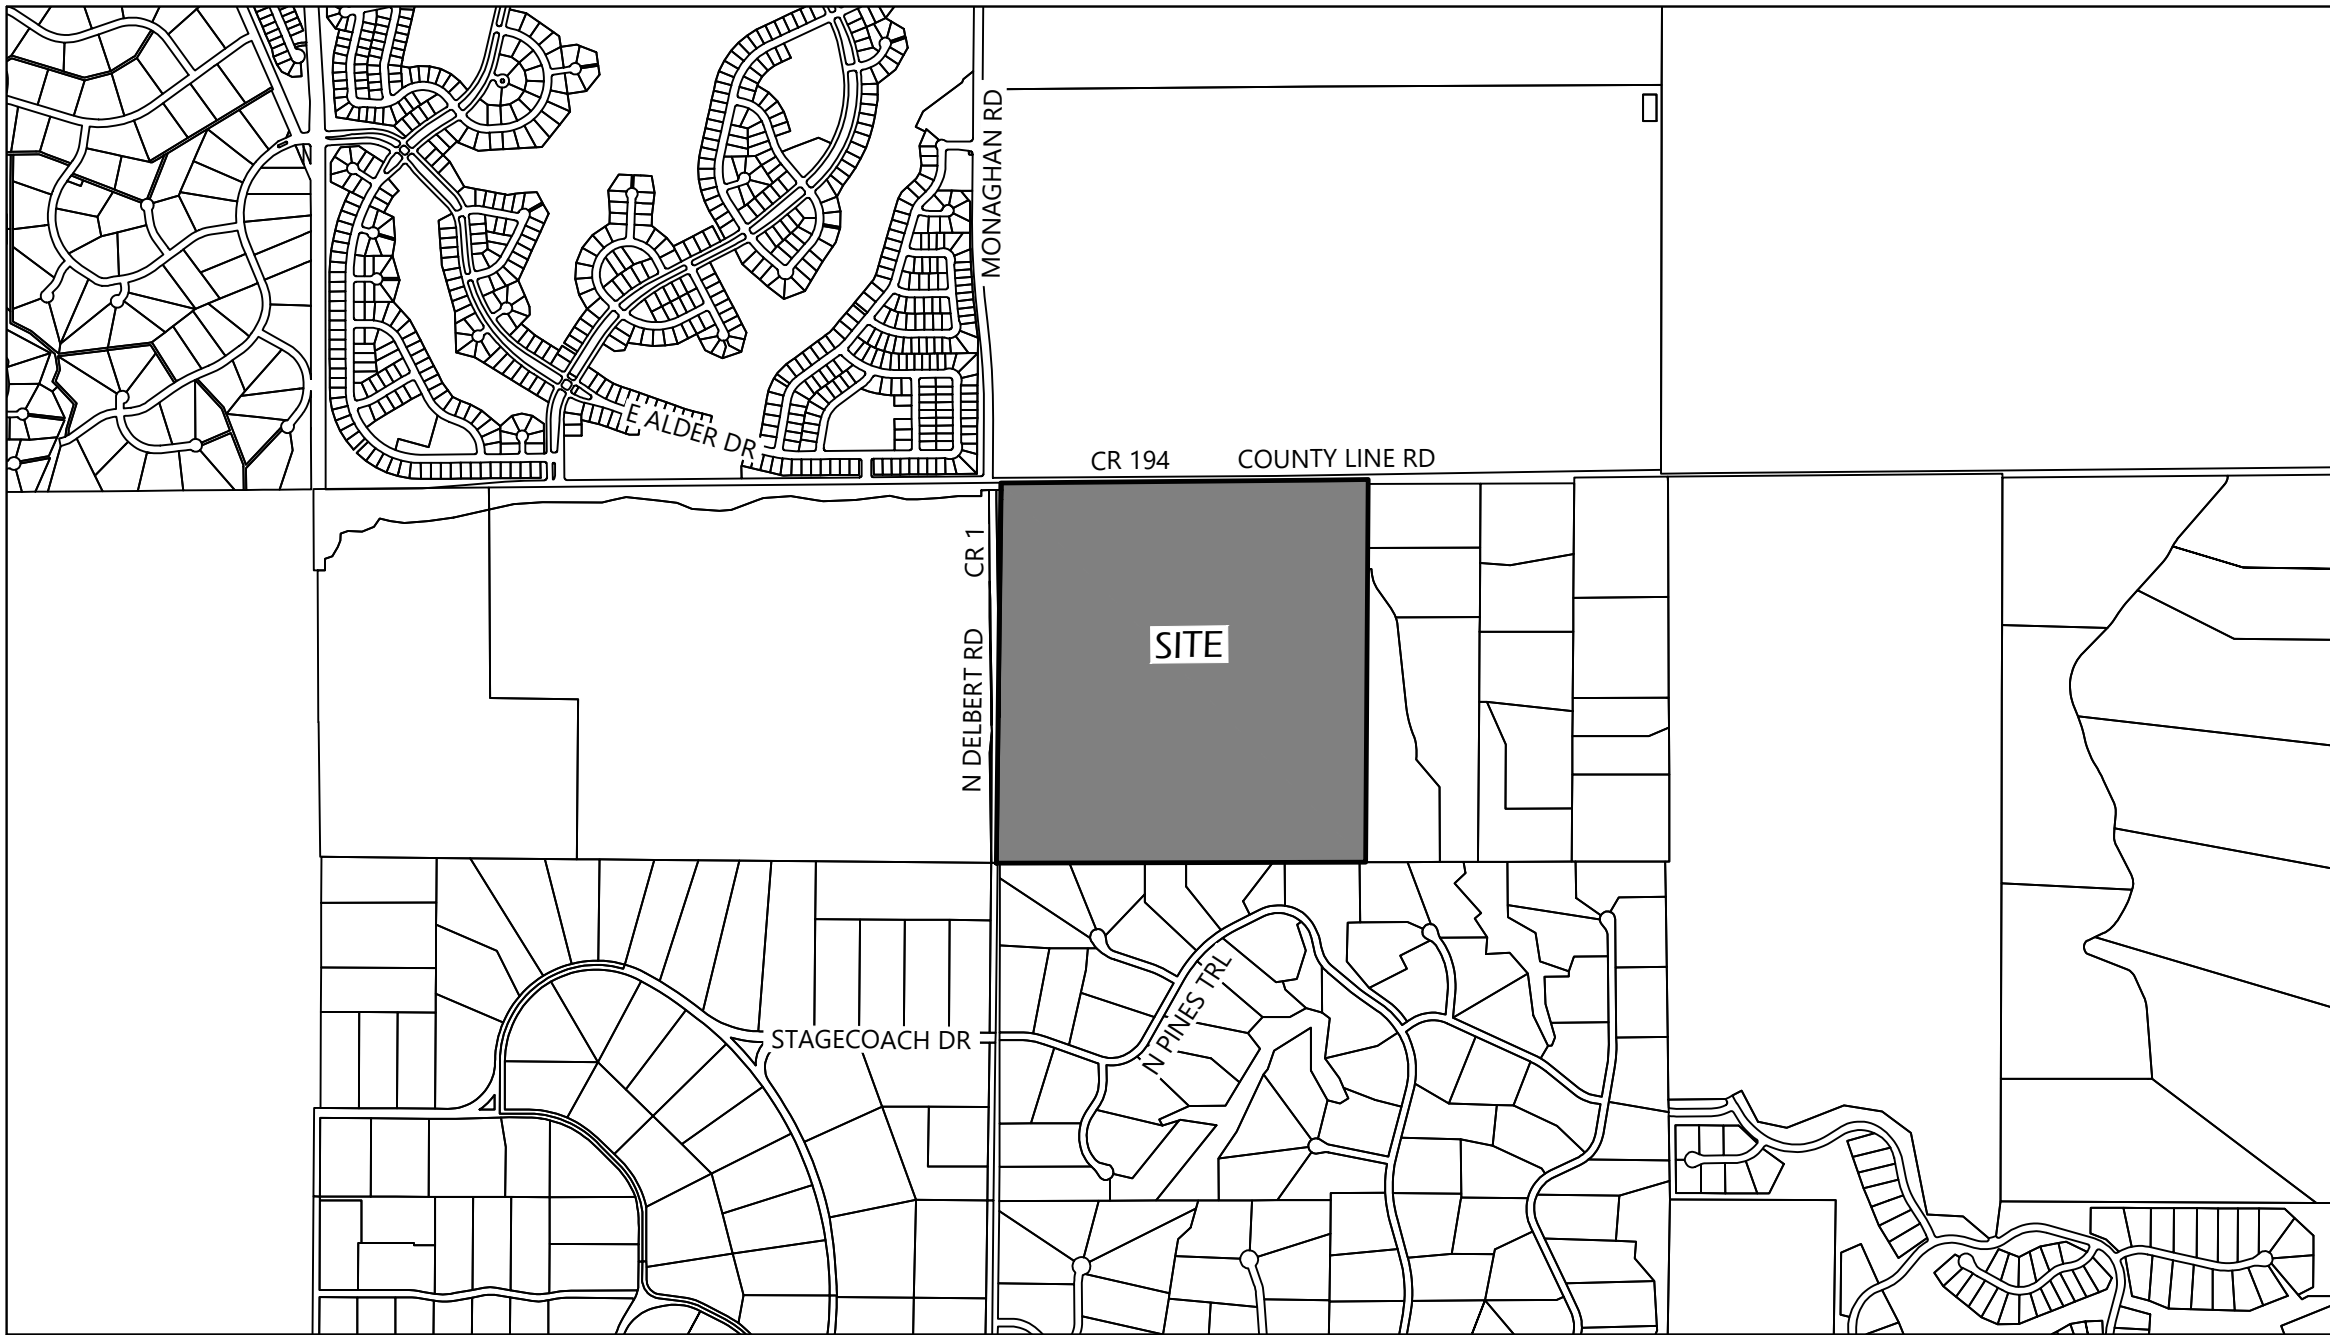 MONAGHAN RD
E ALDER DR
CR 194 COUNTY LINE RD
N DELBERT RD CR 1
SITE
STAGECOACH DR
N PINES TRL